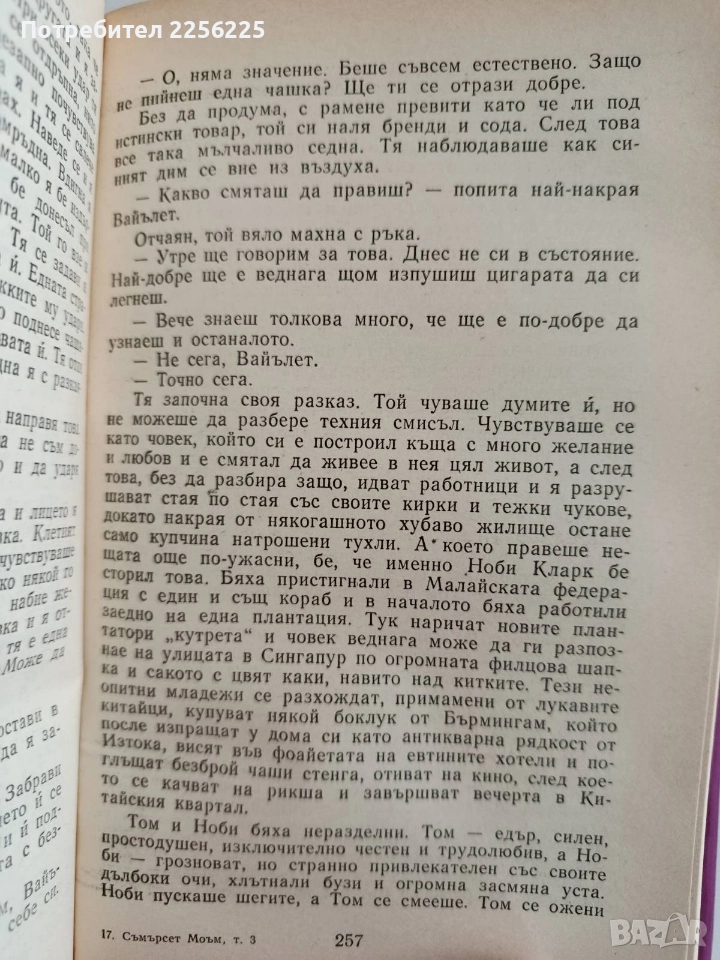 Потребител 2256225
— О, няма значение. Беше съвсем естествено. Защо
не пийнеш една чашка? Ще ти се отрази добре.
Без да продума, с рамене превити като че ли под
истински товар, той си наля бренди и сода. След това
все така мълчаливо седна. Тя наблюдаваше как си-
ният дим се вие из въздуха.
— Какво смяташ да правиш? — попита най-накрая
Вайълет.
Отчаян, той вяло махна с ръка.
— Утре ще говорим за това. Днес не си в състояние.
Най-добре ще е веднага щом изпушиш цигарата да си
легнеш.
— Вече знаеш толкова много, че ще е по-добре да
узнаеш и останалото.
— Не сега, Вайълет.
— Точно сега.
Тя започна своя разказ. Той чуваше думите ѝ, но
не можеше да разбере техния смисъл. Чувствуваше се
като човек, който си е построил къща с много желание
и любов и е смятал да живее в нея цял живот, а след
това, без да разбира защо, идват работници и я разру-
шават стая по стая със своите кирки и тежки чукове,
докато накрая от някогашното хубаво жилище остане
само купчина натрошени тухли. А което правеше не-
щата още по-ужасни, бе, че именно Ноби Кларк бе
сторил това. Бяха пристигнали в Малайската федера-
ция с един и същ кораб и в началото бяха работили
заедно на една плантация. Тук наричат новите план-
татори „кутрета“ и човек веднага може да ги разпоз-
нае на улицата в Сингапур по огромната филцова шап-
ка и сакото с цвят каки, навито над китките. Тези не-
опитни младежи се разхождат, примамени от лукавите
китайци, купуват някой боклук от Бърмингам, който
после изпращат у дома си като антикварна рядкост от
Изтока, висят във фоайетата на евтините хотели и по-
глъщат безброй чаши стенга, отиват на кино, след кое-
то се качват на рикша и завършват вечерта в Ки-
тайския квартал.
Том и Ноби бяха неразделни. Том — едър, силен,
простодушен, изключително честен и трудолюбив, а Но-
би — грозноват, но странно привлекателен със своите
дълбоки очи, хлътнали бузи и огромна засмяна уста.
Ноби пускаше шегите, а Том се смееше. Том се ожени
17. Съмърсет Моъм, т. 3
257
БАЗАР